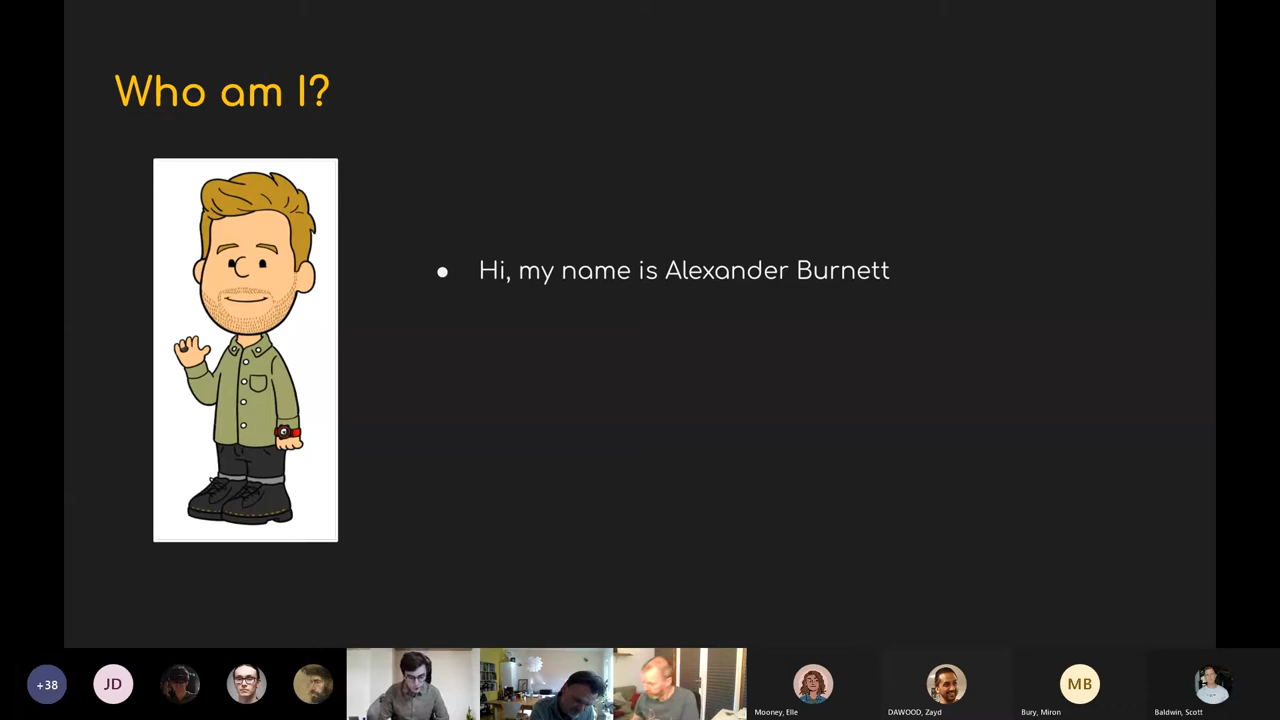 Who am I?
● Hi, my name is Alexander Burnett
+38
JD
MB
Mooney, Elle
DAWOOD, Zayd
Bury, Miron
Baldwin, Scott